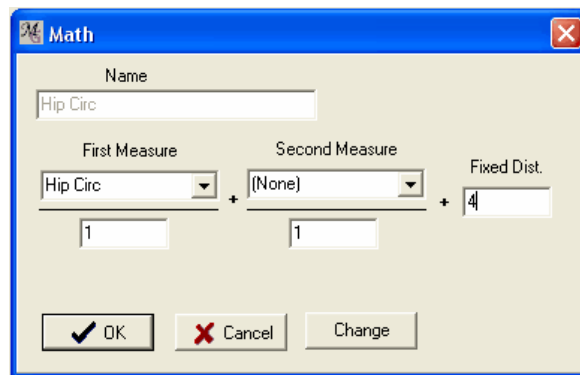 Math
Name
Hip Circ
First Measure
Second Measure
Fixed Dist.
Hip Circ
+
(None)
+
4
1
1
OK
Cancel
Change